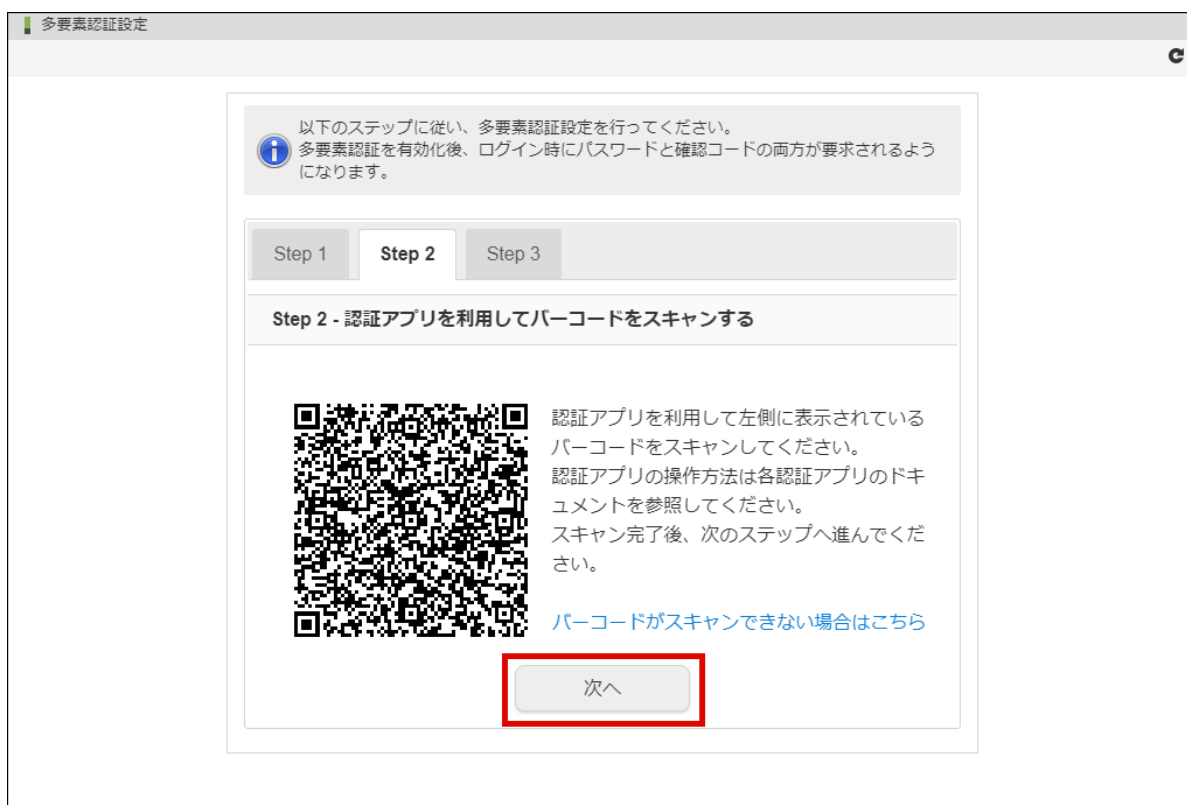 多要素認証設定
以下のステップに従い、多要素認証設定を行ってください。
多要素認証を有効化後、ログイン時にパスワードと確認コードの両方が要求されるよう
になります。
Step 1
Step 2
Step 3
Step 2 - 認証アプリを利用してバーコードをスキャンする
認証アプリを利用して左側に表示されている
バーコードをスキャンしてください。
認証アプリの操作方法は各認証アプリのドキ
ュメントを参照してください。
スキャン完了後、次のステップへ進んでくだ
さい。
バーコードがスキャンできない場合はこちら
次へ